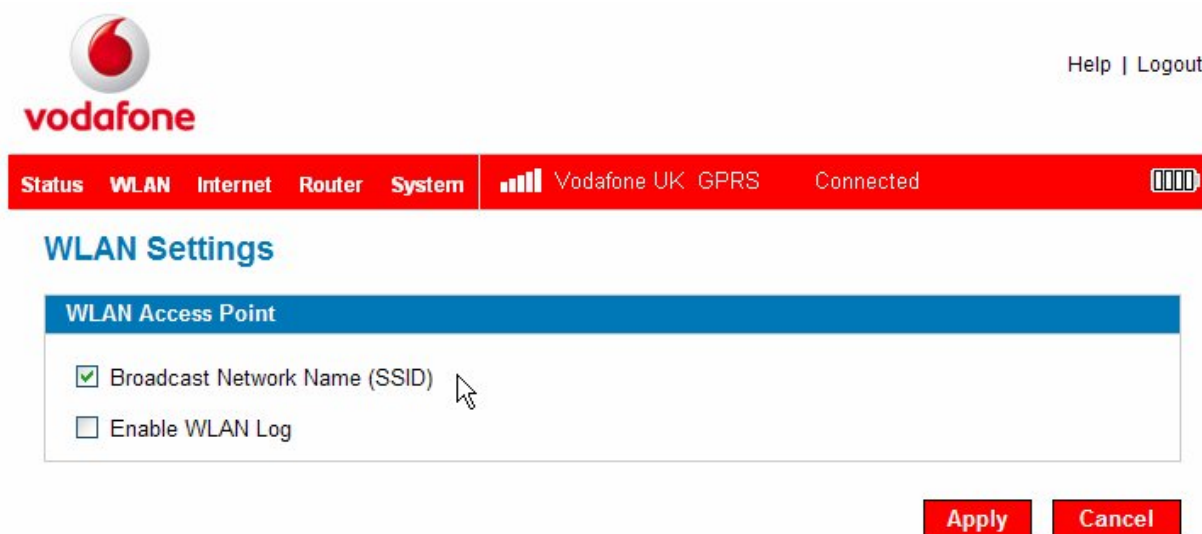 vodafone
Help | Logout
Status WLAN Internet Router System Vodafone UK GPRS Connected
WLAN Settings
WLAN Access Point
Broadcast Network Name (SSID)
Enable WLAN Log
Apply Cancel